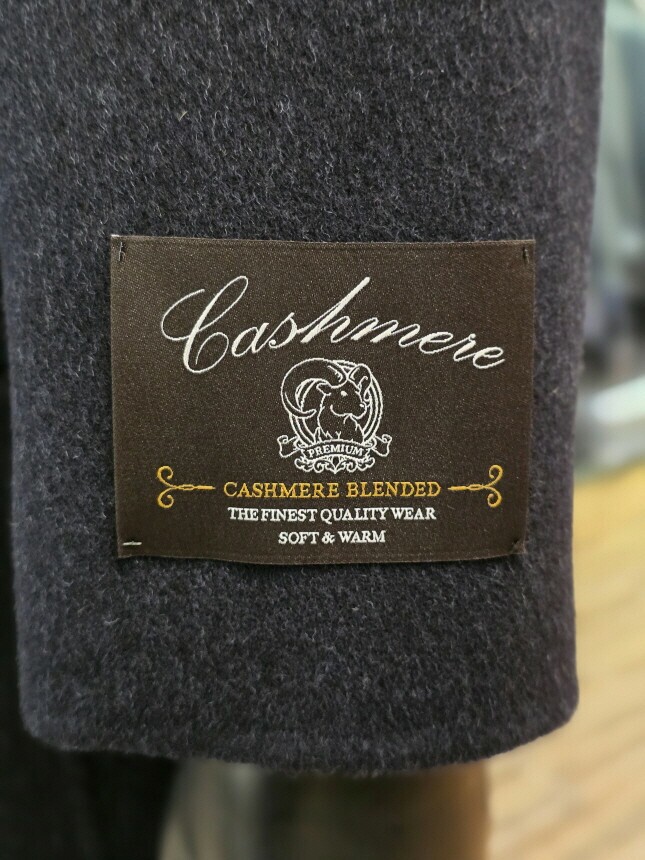 Cashmere
PREMIUM
CASHMERE BLENDED
THE FINEST QUALITY WEAR
SOFT & WARM